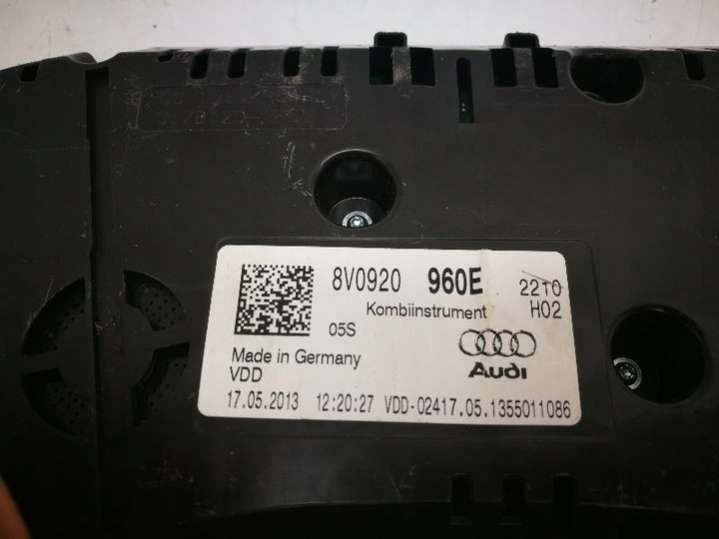 8V0920 960E 2210
Kombiinstrument H02
05S
Made in Germany
Audi
VDD
17.05.2013 12:20:27 VDD-02417.05.1355011086